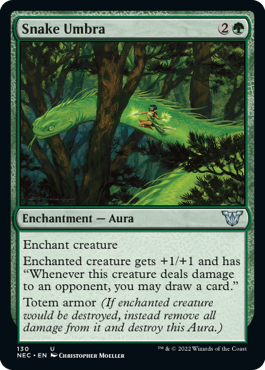 Snake Umbra 2
Enchantment — Aura
Enchant creature
Enchanted creature gets +1/+1 and has
“Whenever this creature deals damage
to an opponent, you may draw a card.”
Totem armor (If enchanted creature
would be destroyed, instead remove all
damage from it and destroy this Aura.)
130 U
NEC • EN Christopher Moeller ™ & © 2022 Wizards of the Coast